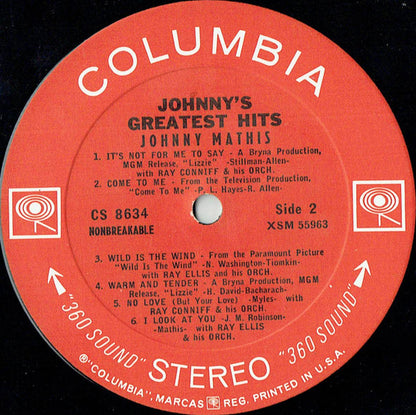 COLUMBIA
JOHNNY'S
GREATEST HITS
JOHNNY MATHIS
1. IT'S NOT FOR ME TO SAY - A Bryna Production,
MGM Release, "Lizzie" -Stillman-Allen-
with RAY CONNIFF & his ORCH.
2. COME TO ME - From the Television Production,
"Come to Me" -P. L. Hayes-R. Allen-
CS 8634
Side 2
NONBREAKABLE
XSM 55963
3. WILD IS THE WIND - From the Paramount Picture
"Wild Is The Wind" -N. Washington-Tiomkin-
with RAY ELLIS and his ORCH.
4. WARM AND TENDER - A Bryna Production, MGM
Release, "Lizzie" -H. David-Bacharach-
5. NO LOVE (But Your Love) -Myles- with
RAY CONNIFF & his ORCH.
6. I LOOK AT YOU - J. M. Robinson-
-Mathis- with RAY ELLIS
& his ORCH.
"360 SOUND" STEREO "360 SOUND"
® "COLUMBIA", MARCAS REG. PRINTED IN U.S.A.